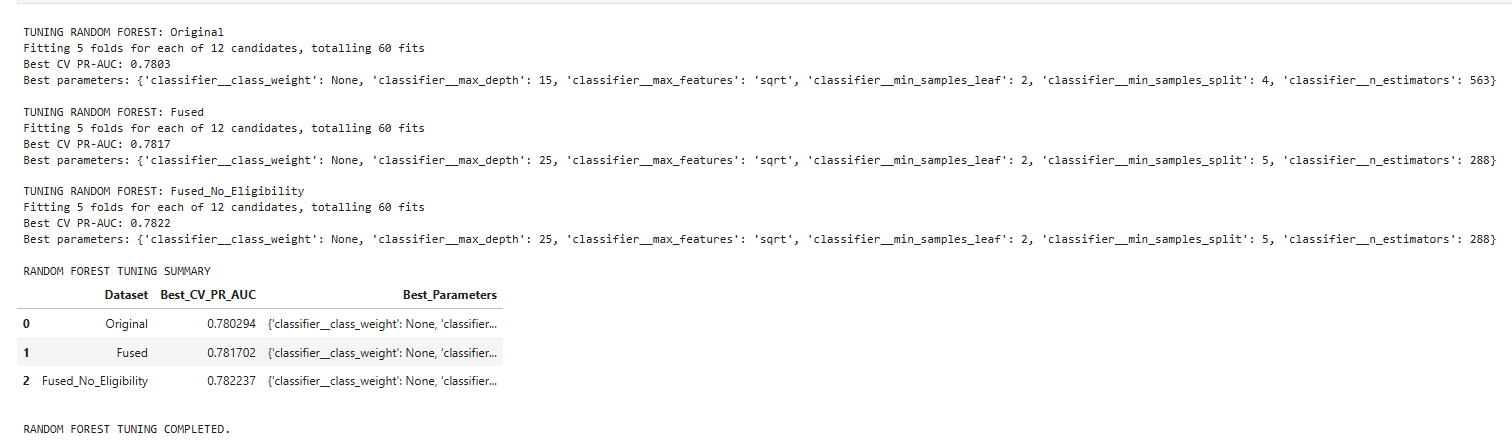 TUNING RANDOM FOREST: Original
Fitting 5 folds for each of 12 candidates, totalling 60 fits
Best CV PR-AUC: 0.7803
Best parameters: {'classifier__class_weight': None, 'classifier__max_depth': 15, 'classifier__max_features': 'sqrt', 'classifier__min_samples_leaf': 2, 'classifier__min_samples_split': 4, 'classifier__n_estimators': 563}
TUNING RANDOM FOREST: Fused
Fitting 5 folds for each of 12 candidates, totalling 60 fits
Best CV PR-AUC: 0.7817
Best parameters: {'classifier__class_weight': None, 'classifier__max_depth': 25, 'classifier__max_features': 'sqrt', 'classifier__min_samples_leaf': 2, 'classifier__min_samples_split': 5, 'classifier__n_estimators': 288}
TUNING RANDOM FOREST: Fused_No_Eligibility
Fitting 5 folds for each of 12 candidates, totalling 60 fits
Best CV PR-AUC: 0.7822
Best parameters: {'classifier__class_weight': None, 'classifier__max_depth': 25, 'classifier__max_features': 'sqrt', 'classifier__min_samples_leaf': 2, 'classifier__min_samples_split': 5, 'classifier__n_estimators': 288}
RANDOM FOREST TUNING SUMMARY
Dataset Best_CV_PR_AUC Best_Parameters
0 Original 0.780294 {'classifier__class_weight': None, 'classifier...
1 Fused 0.781702 {'classifier__class_weight': None, 'classifier...
2 Fused_No_Eligibility 0.782237 {'classifier__class_weight': None, 'classifier...
RANDOM FOREST TUNING COMPLETED.